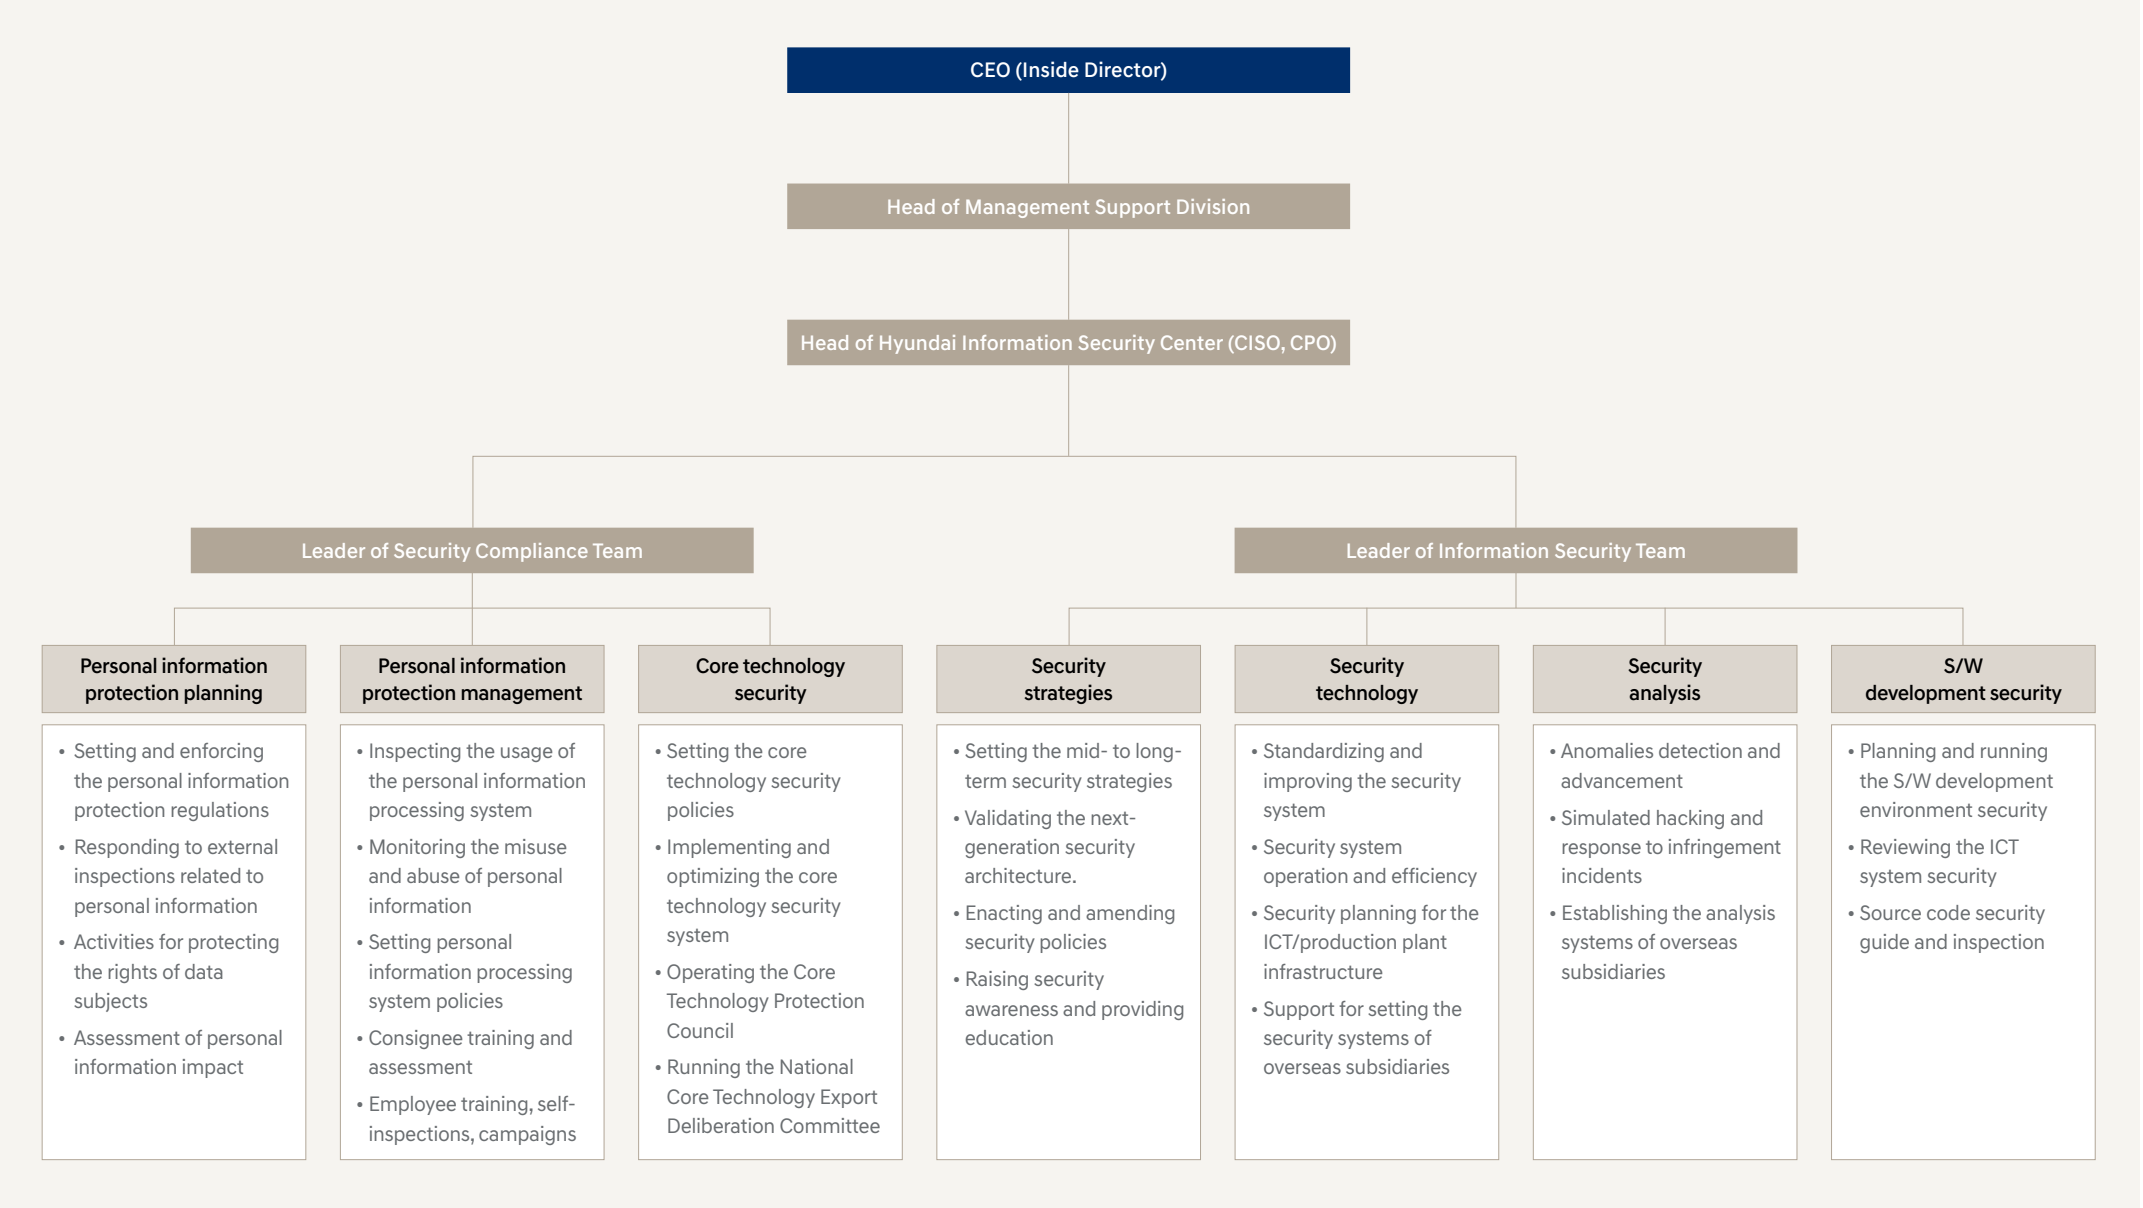 CEO (Inside Director)
Head of Management Support Division
Head of Hyundai Information Security Center (CISO, CPO)
Leader of Security Compliance Team
Leader of Information Security Team
Personal information
protection planning
• Setting and enforcing
the personal information
protection regulations
• Responding to external
inspections related to
personal information
• Activities for protecting
the rights of data
subjects
• Assessment of personal
information impact
Personal information
protection management
• Inspecting the usage of
the personal information
processing system
• Monitoring the misuse
and abuse of personal
information
• Setting personal
information processing
system policies
• Consignee training and
assessment
• Employee training, self-
inspections, campaigns
Core technology
security
• Setting the core
technology security
policies
• Implementing and
optimizing the core
technology security
system
• Operating the Core
Technology Protection
Council
• Running the National
Core Technology Export
Deliberation Committee
Security
strategies
• Setting the mid- to long-
term security strategies
• Validating the next-
generation security
architecture.
• Enacting and amending
security policies
• Raising security
awareness and providing
education
Security
technology
• Standardizing and
improving the security
system
• Security system
operation and efficiency
• Security planning for the
ICT/production plant
infrastructure
• Support for setting the
security systems of
overseas subsidiaries
Security
analysis
• Anomalies detection and
advancement
• Simulated hacking and
response to infringement
incidents
• Establishing the analysis
systems of overseas
subsidiaries
S/W
development security
• Planning and running
the S/W development
environment security
• Reviewing the ICT
system security
• Source code security
guide and inspection